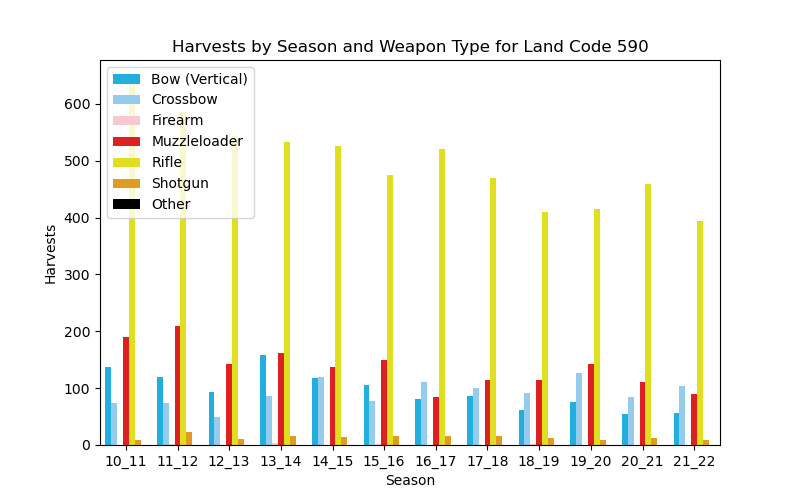 Harvests by Season and Weapon Type for Land Code 590
Bow (Vertical)
Crossbow
Firearm
Muzzleloader
Rifle
Shotgun
Other
600
500
400
300
200
100
0
Harvests
10_11 11_12 12_13 13_14 14_15 15_16 16_17 17_18 18_19 19_20 20_21 21_22
Season